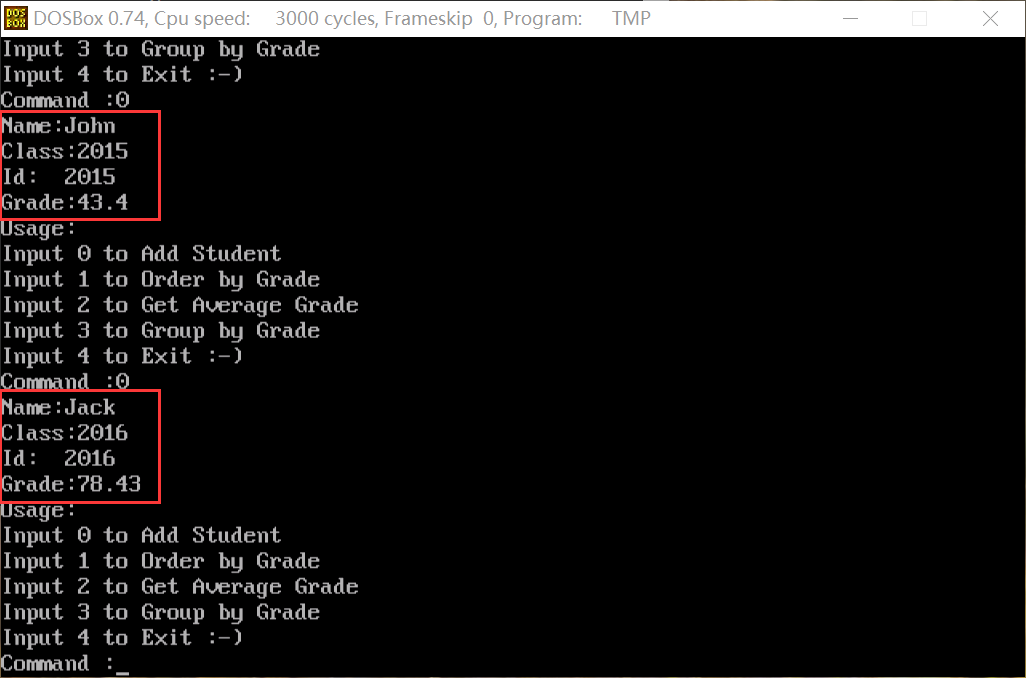 DOS BOX DOSBox 0.74, Cpu speed: 3000 cycles, Frameskip 0, Program: TMP
Input 3 to Group by Grade
Input 4 to Exit :-)
Command :0
Name:John
Class:2015
Id:  2015
Grade:43.4
Usage:
Input 0 to Add Student
Input 1 to Order by Grade
Input 2 to Get Average Grade
Input 3 to Group by Grade
Input 4 to Exit :-)
Command :0
Name:Jack
Class:2016
Id:  2016
Grade:78.43
Usage:
Input 0 to Add Student
Input 1 to Order by Grade
Input 2 to Get Average Grade
Input 3 to Group by Grade
Input 4 to Exit :-)
Command :_